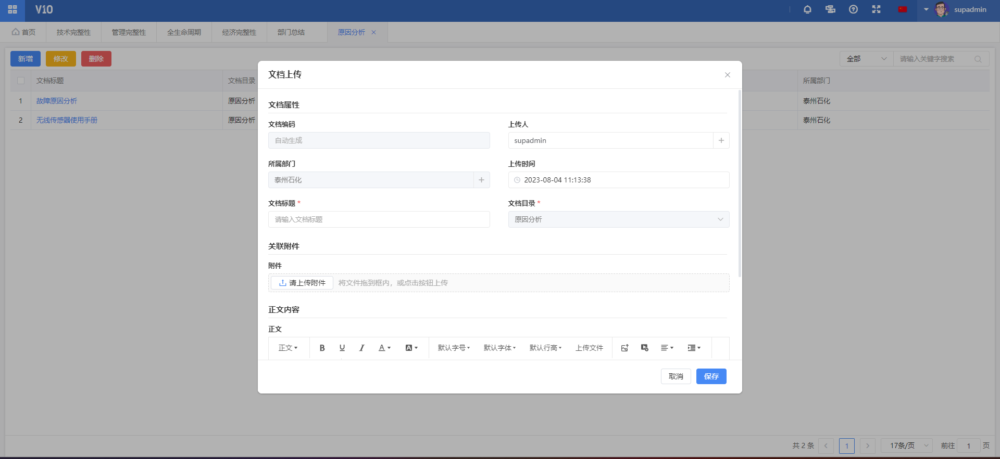 V10
supadmin
首页
技术完整性
管理完整性
全生命周期
经济完整性
部门总结
原因分析
新增
修改
删除
全部
请输入关键字搜索
文档标题
文档目录
所属部门
1
故障原因分析
原因分析
泰州石化
2
无线传感器使用手册
原因分析
泰州石化
文档上传
文档属性
文档编码
上传人
自动生成
supadmin
所属部门
上传时间
泰州石化
2023-08-04 11:13:38
文档标题 *
文档目录 *
请输入文档标题
原因分析
关联附件
附件
请上传附件
将文件拖到框内，或点击按钮上传
正文内容
正文
正文
B
U
I
A
A
默认字号
默认字体
默认行高
上传文件
取消
保存
共 2 条
1
17条/页
前往
1
页